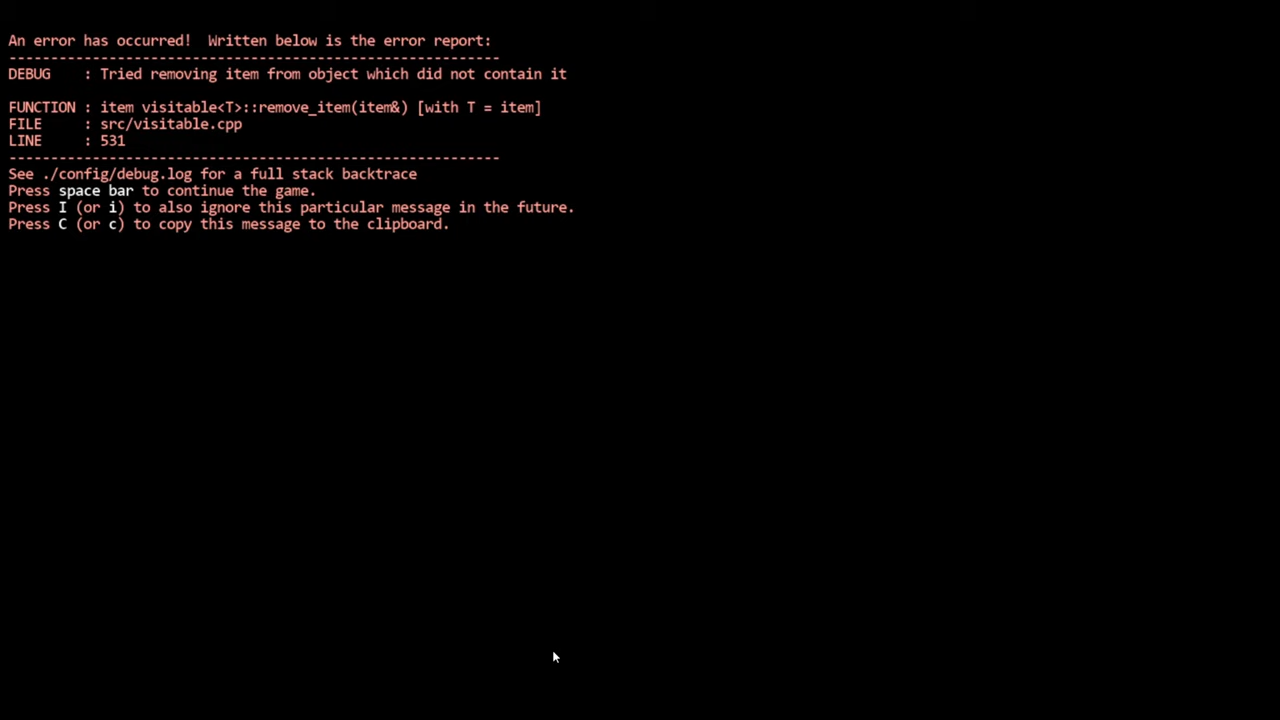 An error has occurred!  Written below is the error report:
-----------------------------------------------------------
DEBUG    : Tried removing item from object which did not contain it
FUNCTION : item visitable<T>::remove_item(item&) [with T = item]
FILE     : src/visitable.cpp
LINE     : 531
-----------------------------------------------------------
See ./config/debug.log for a full stack backtrace
Press space bar to continue the game.
Press I (or i) to also ignore this particular message in the future.
Press C (or c) to copy this message to the clipboard.